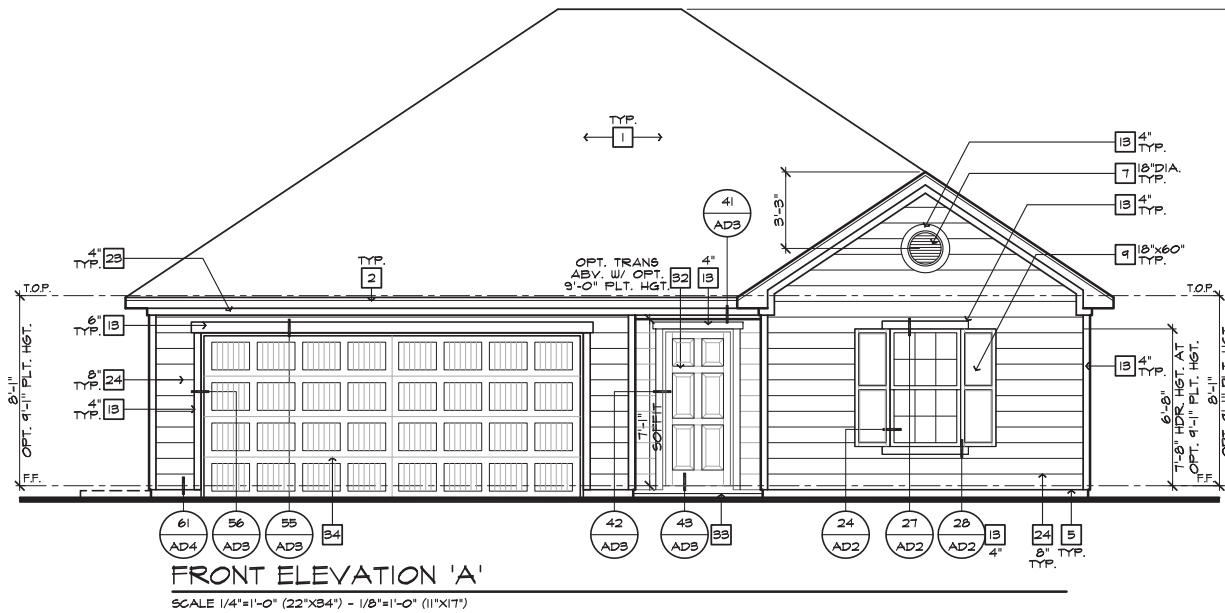 TYP.
1
13 4"
TYP.
7 18"DIA.
TYP.
41
AD3
3'-3"
13 4"
TYP.
4"
TYP. 23
TYP.
2
OPT. TRANS
ABV. W/ OPT.
9'-0" PLT. HGT.
32
4"
13
9 18"x60"
TYP.
T.O.P.
T.O.P.
6"
TYP. 13
8"
TYP. 24
4"
TYP. 13
8'-1"
OPT. 9'-1" PLT. HGT.
7'-1"
SOFFIT
13 4"
TYP.
6'-8"
7'-8" HDR. HGT. AT
OPT. 9'-1" PLT. HGT.
8'-1"
OPT. 9'-1" PLT. HGT.
F.F.
F.F.
61
AD4
56
AD3
55
AD3
34
42
AD3
43
AD3
33
24
AD2
27
AD2
28
AD2
13
4"
24
8"
TYP.
5
TYP.
FRONT ELEVATION 'A'
SCALE 1/4"=1'-0" (22"X34") - 1/8"=1'-0" (11"X17")